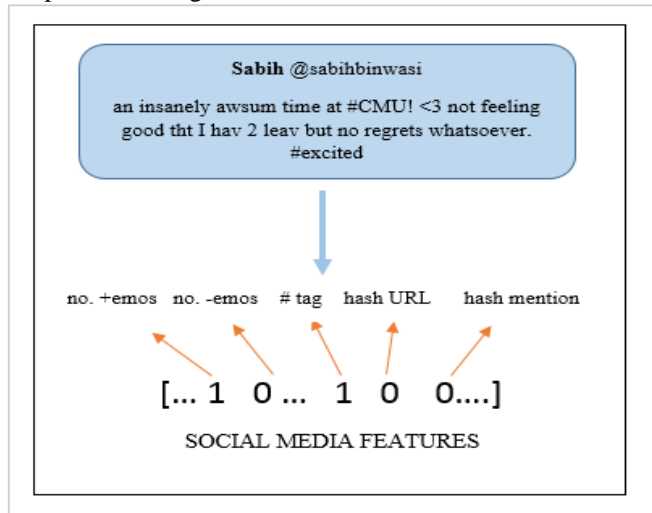 Sabih @sabihbinwasi
an insanely awsum time at #CMU! <3 not feeling
good tht I hav 2 leav but no regrets whatsoever.
#excited
no. +emos no. -emos # tag hash URL hash mention
[... 1 0 ... 1 0 0....]
SOCIAL MEDIA FEATURES